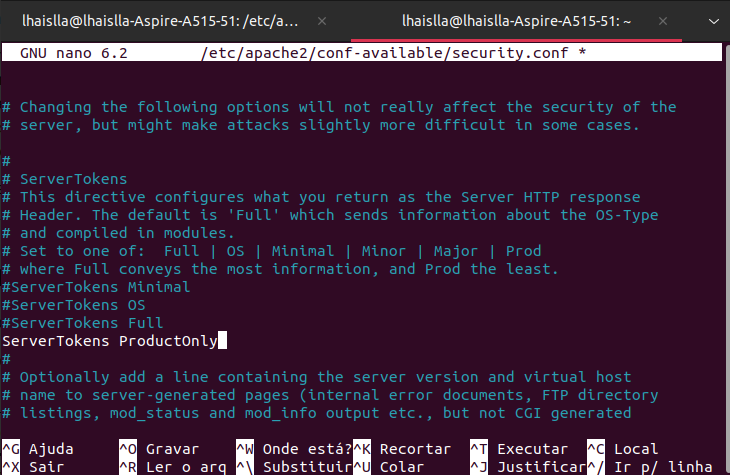 lhaislla@lhaislla-Aspire-A515-51: /etc/a... × lhaislla@lhaislla-Aspire-A515-51: ~ ×
GNU nano 6.2 /etc/apache2/conf-available/security.conf *
# Changing the following options will not really affect the security of the
# server, but might make attacks slightly more difficult in some cases.
#
# ServerTokens
# This directive configures what you return as the Server HTTP response
# Header. The default is 'Full' which sends information about the OS-Type
# and compiled in modules.
# Set to one of:  Full | OS | Minimal | Minor | Major | Prod
# where Full conveys the most information, and Prod the least.
#ServerTokens Minimal
#ServerTokens OS
#ServerTokens Full
ServerTokens ProductOnly
#
# Optionally add a line containing the server version and virtual host
# name to server-generated pages (internal error documents, FTP directory
# listings, mod_status and mod_info output etc., but not CGI generated
^G Ajuda ^O Gravar ^W Onde está? ^K Recortar ^T Executar ^C Local
^X Sair ^R Ler o arq ^\ Substituir ^U Colar ^J Justificar ^/ Ir p/ linha